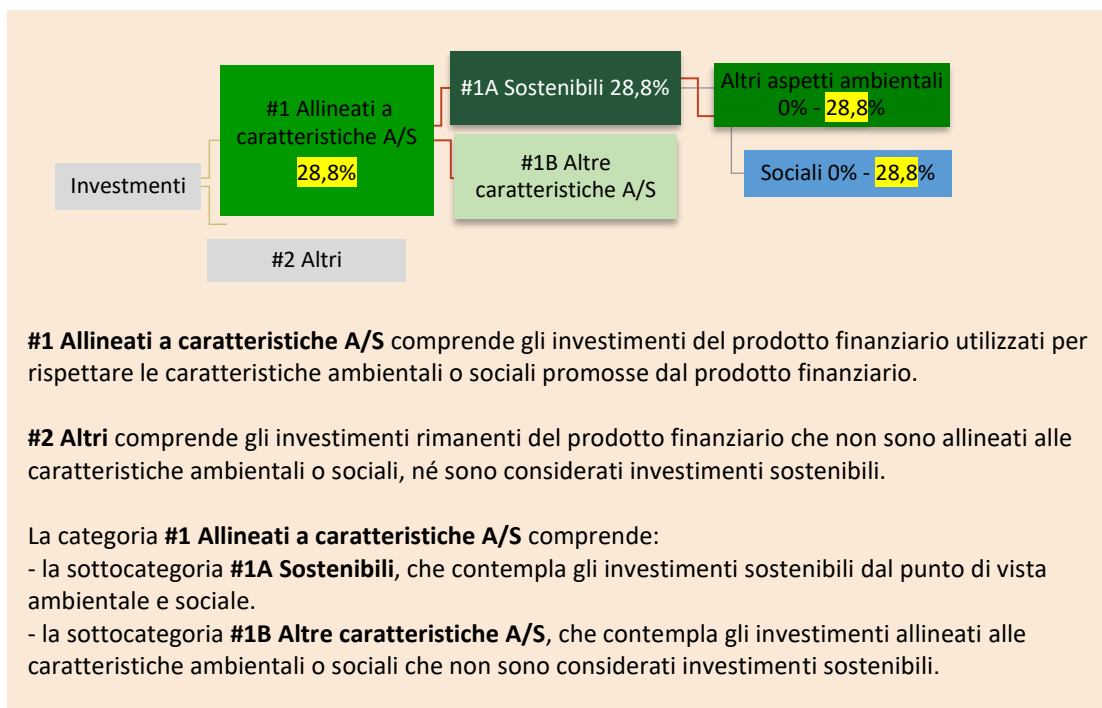 #1A Sostenibili 28,8%
Altri aspetti ambientali
0% - 28,8%
#1 Allineati a
caratteristiche A/S
28,8%
#1B Altre
caratteristiche A/S
Sociali 0% - 28,8%
Investmenti
#2 Altri
#1 Allineati a caratteristiche A/S comprende gli investimenti del prodotto finanziario utilizzati per
rispettare le caratteristiche ambientali o sociali promosse dal prodotto finanziario.
#2 Altri comprende gli investimenti rimanenti del prodotto finanziario che non sono allineati alle
caratteristiche ambientali o sociali, né sono considerati investimenti sostenibili.
La categoria #1 Allineati a caratteristiche A/S comprende:
- la sottocategoria #1A Sostenibili, che contempla gli investimenti sostenibili dal punto di vista
ambientale e sociale.
- la sottocategoria #1B Altre caratteristiche A/S, che contempla gli investimenti allineati alle
caratteristiche ambientali o sociali che non sono considerati investimenti sostenibili.